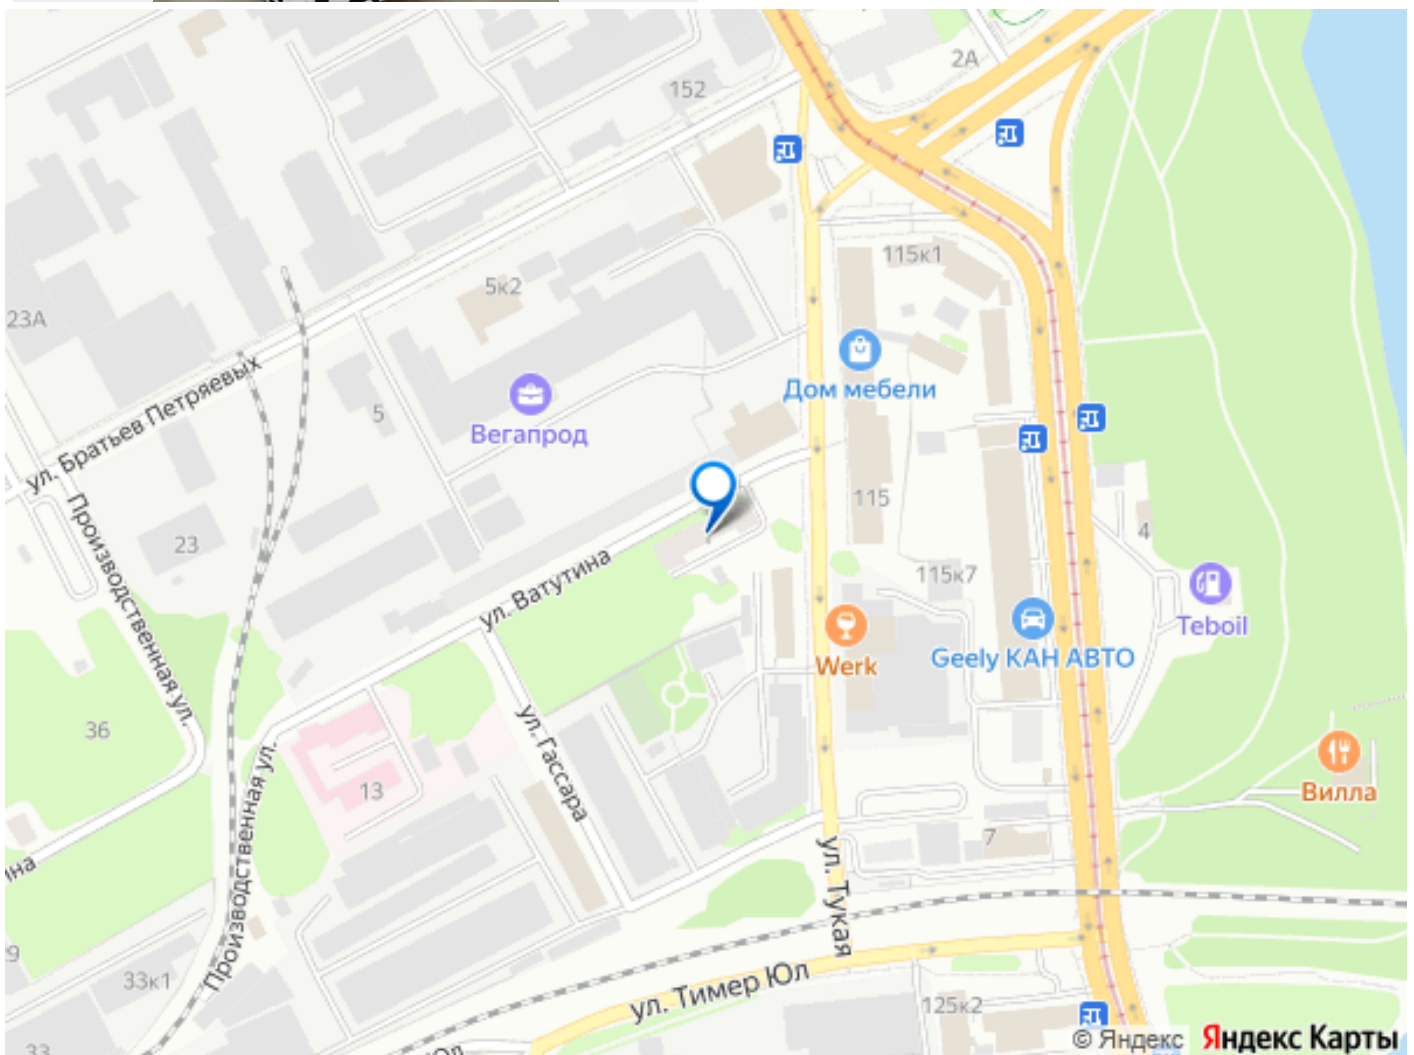 2А
152
115к1
5к2
23А
Дом мебели
ул. Братьев Петряевых
5
Вегапрод
115
23
4
ул. Ватутина
115к7
Производственная ул.
Teboil
Werk
Geely КАН АВТО
36
ул. Гассара
13
Вилла
Производственная ул.
7
ина
ул. Тукая
33к1
ул. Тимер Юл
125к2
33
© Яндекс Яндекс Карты